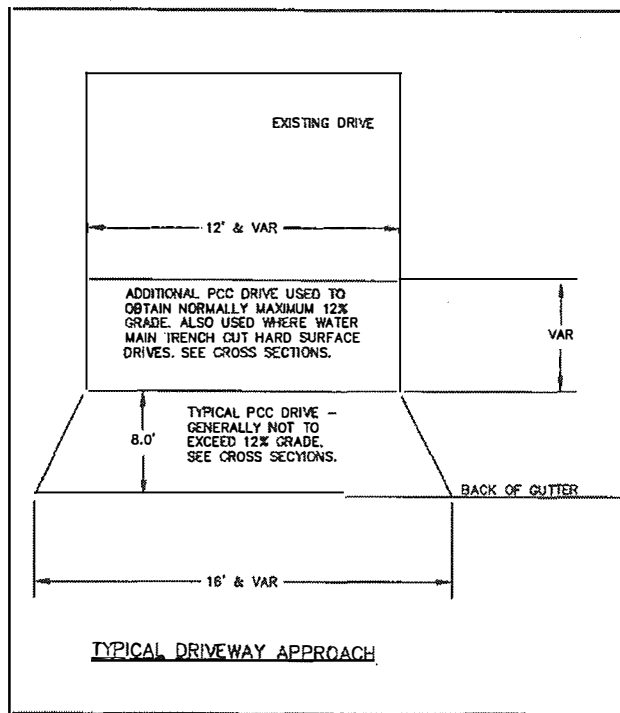 EXISTING DRIVE
12' & VAR
ADDITIONAL PCC DRIVE USED TO
OBTAIN NORMALLY MAXIMUM 12%
GRADE. ALSO USED WHERE WATER
MAIN TRENCH CUT HARD SURFACE
DRIVES. SEE CROSS SECTIONS.
VAR
TYPICAL PCC DRIVE –
GENERALLY NOT TO
EXCEED 12% GRADE.
SEE CROSS SECTIONS.
8.0'
BACK OF GUTTER
16' & VAR
TYPICAL DRIVEWAY APPROACH